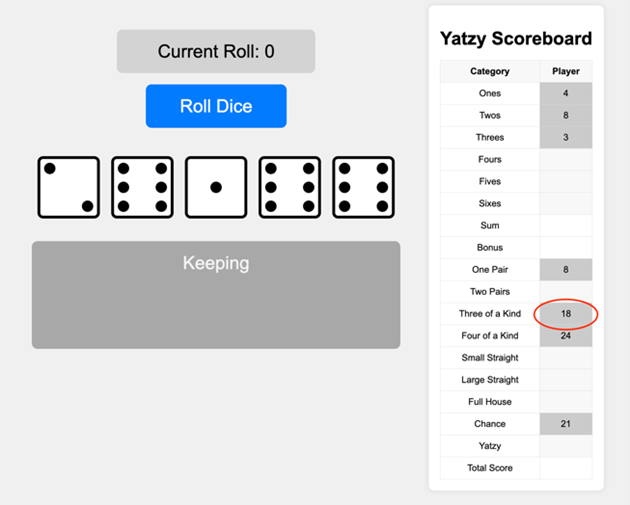 Current Roll: 0
Roll Dice
Keeping
Yatzy Scoreboard
Category Player
Ones 4
Twos 8
Threes 3
Fours
Fives
Sixes
Sum
Bonus
One Pair 8
Two Pairs
Three of a Kind 18
Four of a Kind 24
Small Straight
Large Straight
Full House
Chance 21
Yatzy
Total Score